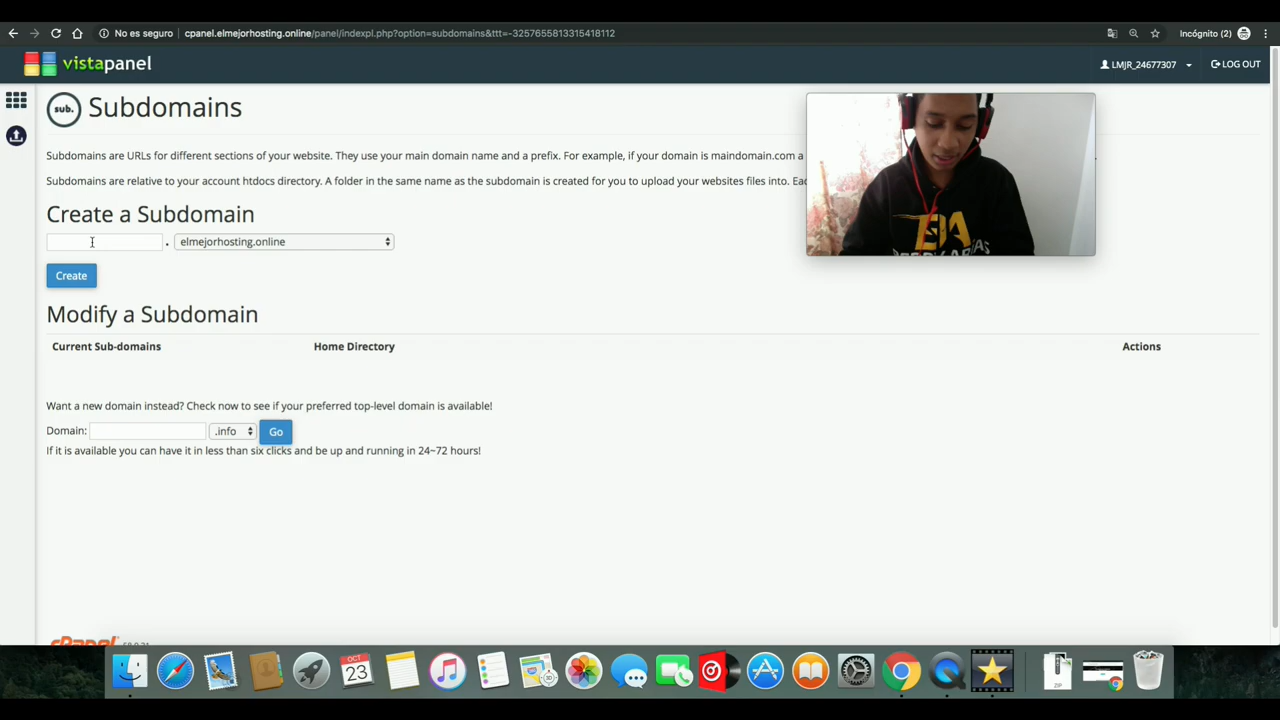 No es seguro cpanel.elmejorhosting.online/panel/indexpl.php?option=subdomains&ttt=-3257655813315418112 Incógnito (2)
vistapanel LMJR_24677307 LOG OUT
sub. Subdomains
Subdomains are URLs for different sections of your website. They use your main domain name and a prefix. For example, if your domain is maindomain.com a
Subdomains are relative to your account htdocs directory. A folder in the same name as the subdomain is created for you to upload your websites files into. Eac
Create a Subdomain
. elmejorhosting.online
Create
Modify a Subdomain
Current Sub-domains Home Directory Actions
Want a new domain instead? Check now to see if your preferred top-level domain is available!
Domain: .info Go
If it is available you can have it in less than six clicks and be up and running in 24~72 hours!
cPanel
OCT
23
ZIP